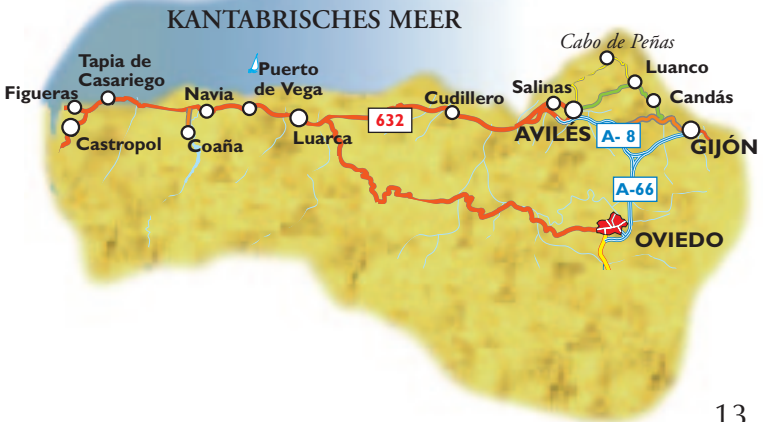 KANTABRISCHES MEER
Cabo de Peñas
Tapia de
Casariego
Puerto
de Vega
Luanco
Figueras
Navia
Salinas
Candás
Cudillero
632
Castropol
Coaña
Luarca
AVILÉS
A- 8
GIJÓN
A-66
OVIEDO
13